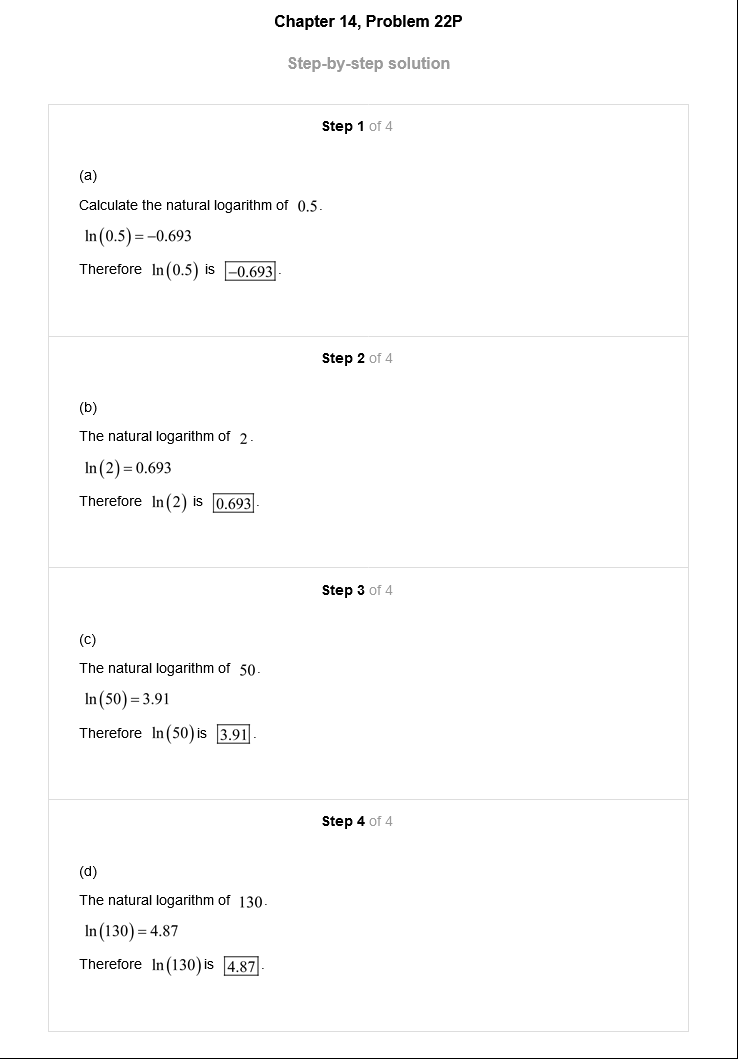 Chapter 14, Problem 22P
Step-by-step solution
Step 1 of 4
(a)
Calculate the natural logarithm of 0.5.
ln(0.5) = −0.693
Therefore ln(0.5) is −0.693.
Step 2 of 4
(b)
The natural logarithm of 2.
ln(2) = 0.693
Therefore ln(2) is 0.693.
Step 3 of 4
(c)
The natural logarithm of 50.
ln(50) = 3.91
Therefore ln(50) is 3.91.
Step 4 of 4
(d)
The natural logarithm of 130.
ln(130) = 4.87
Therefore ln(130) is 4.87.